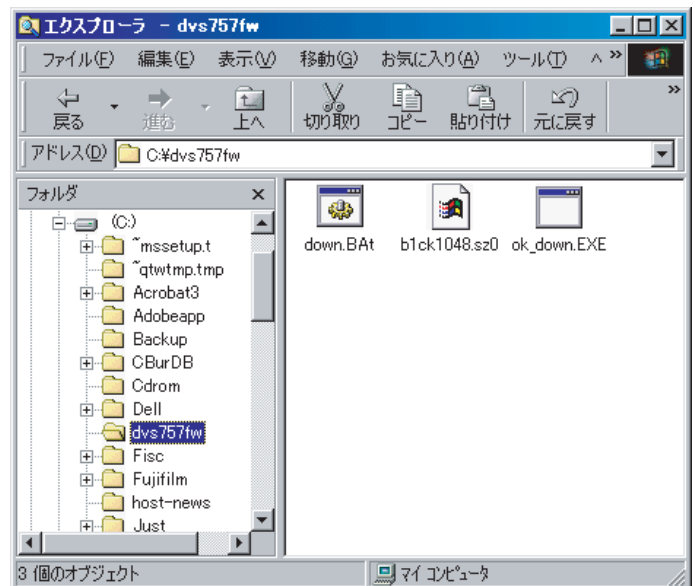 エクスプローラ - dvs757fw
ファイル(F) 編集(E) 表示(V) 移動(G) お気に入り(A) ツール(T) ヘ »
戻る 進む 上へ 切り取り コピー 貼り付け 元に戻す »
アドレス(D) C:¥dvs757fw
フォルダ ×
(C:)
~mssetup.t
~qtwtmp.tmp
Acrobat3
Adobeapp
Backup
CBurDB
Cdrom
Dell
dvs757fw
Fisc
Fujifilm
host-news
Just
down.BAt b1ck1048.sz0 ok_down.EXE
3 個のオブジェクト マイ コンピュータ